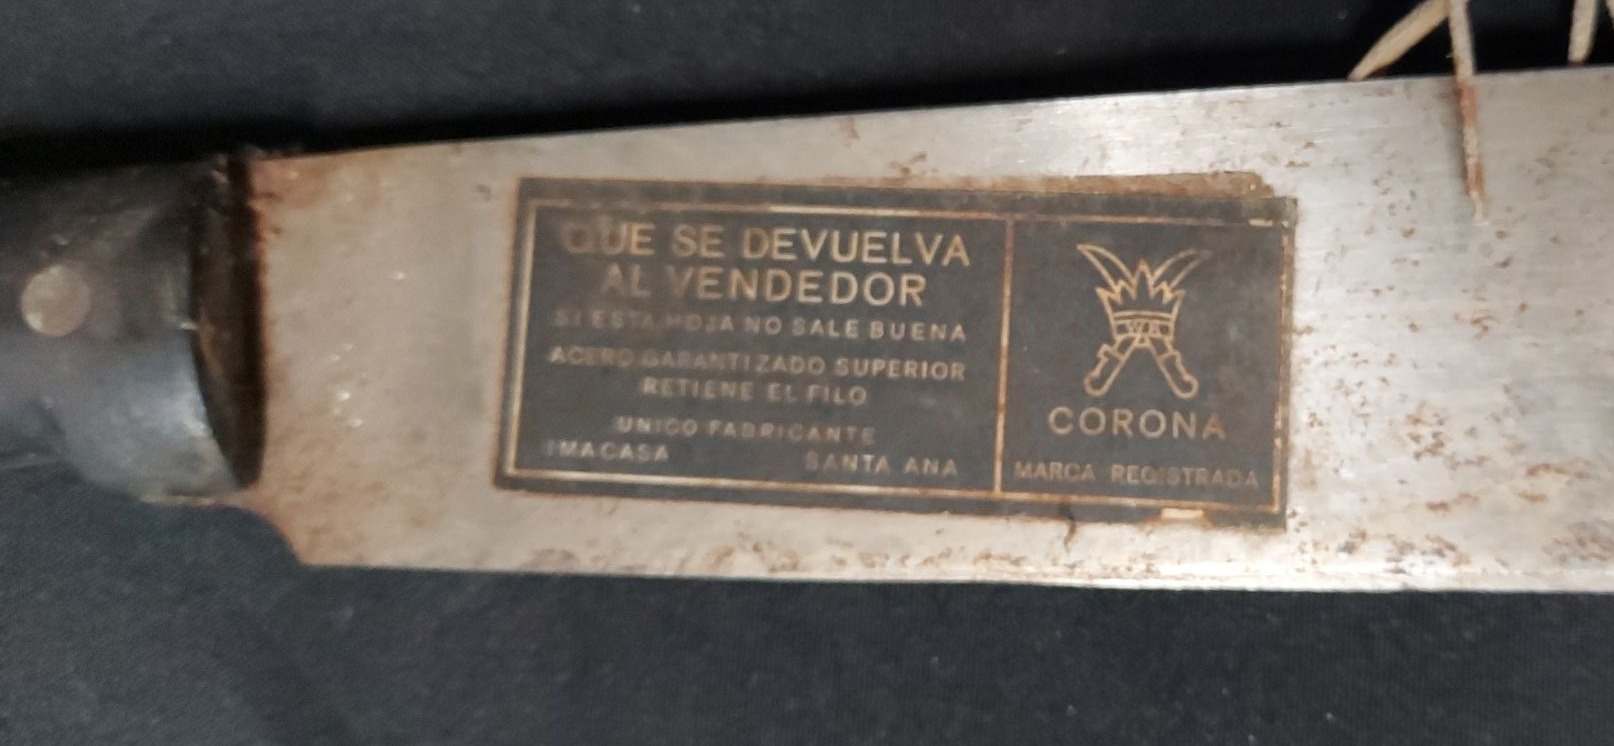 QUE SE DEVUELVA
AL VENDEDOR
SI ESTA HOJA NO SALE BUENA
ACERO GARANTIZADO SUPERIOR
RETIENE EL FILO
UNICO FABRICANTE
IMACASA SANTA ANA
CORONA
MARCA REGISTRADA